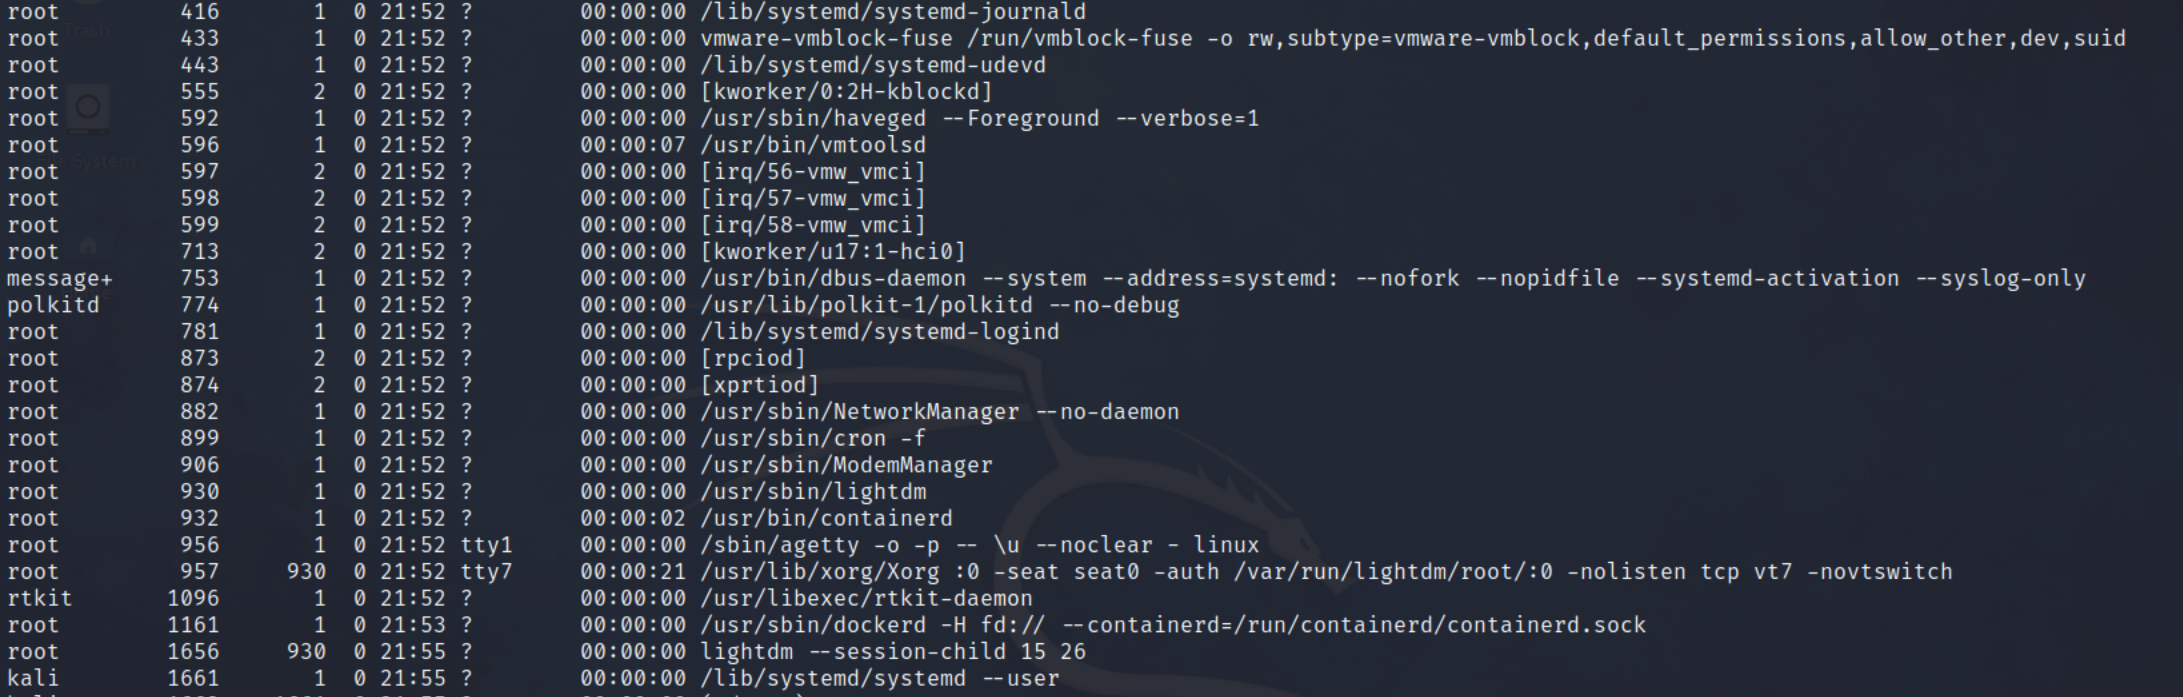 root 416 1 0 21:52 ? 00:00:00 /lib/systemd/systemd-journald
root 433 1 0 21:52 ? 00:00:00 vmware-vmblock-fuse /run/vmblock-fuse -o rw,subtype=vmware-vmblock,default_permissions,allow_other,dev,suid
root 443 1 0 21:52 ? 00:00:00 /lib/systemd/systemd-udevd
root 555 2 0 21:52 ? 00:00:00 [kworker/0:2H-kblockd]
root 592 1 0 21:52 ? 00:00:00 /usr/sbin/haveged --Foreground --verbose=1
root 596 1 0 21:52 ? 00:00:07 /usr/bin/vmtoolsd
root 597 2 0 21:52 ? 00:00:00 [irq/56-vmw_vmci]
root 598 2 0 21:52 ? 00:00:00 [irq/57-vmw_vmci]
root 599 2 0 21:52 ? 00:00:00 [irq/58-vmw_vmci]
root 713 2 0 21:52 ? 00:00:00 [kworker/u17:1-hci0]
message+ 753 1 0 21:52 ? 00:00:00 /usr/bin/dbus-daemon --system --address=systemd: --nofork --nopidfile --systemd-activation --syslog-only
polkitd 774 1 0 21:52 ? 00:00:00 /usr/lib/polkit-1/polkitd --no-debug
root 781 1 0 21:52 ? 00:00:00 /lib/systemd/systemd-logind
root 873 2 0 21:52 ? 00:00:00 [rpciod]
root 874 2 0 21:52 ? 00:00:00 [xprtiod]
root 882 1 0 21:52 ? 00:00:00 /usr/sbin/NetworkManager --no-daemon
root 899 1 0 21:52 ? 00:00:00 /usr/sbin/cron -f
root 906 1 0 21:52 ? 00:00:00 /usr/sbin/ModemManager
root 930 1 0 21:52 ? 00:00:00 /usr/sbin/lightdm
root 932 1 0 21:52 ? 00:00:02 /usr/bin/containerd
root 956 1 0 21:52 tty1 00:00:00 /sbin/agetty -o -p -- \u --noclear - linux
root 957 930 0 21:52 tty7 00:00:21 /usr/lib/xorg/Xorg :0 -seat seat0 -auth /var/run/lightdm/root/:0 -nolisten tcp vt7 -novtswitch
rtkit 1096 1 0 21:52 ? 00:00:00 /usr/libexec/rtkit-daemon
root 1161 1 0 21:53 ? 00:00:00 /usr/sbin/dockerd -H fd:// --containerd=/run/containerd/containerd.sock
root 1656 930 0 21:55 ? 00:00:00 lightdm --session-child 15 26
kali 1661 1 0 21:55 ? 00:00:00 /lib/systemd/systemd --user
Trash
System